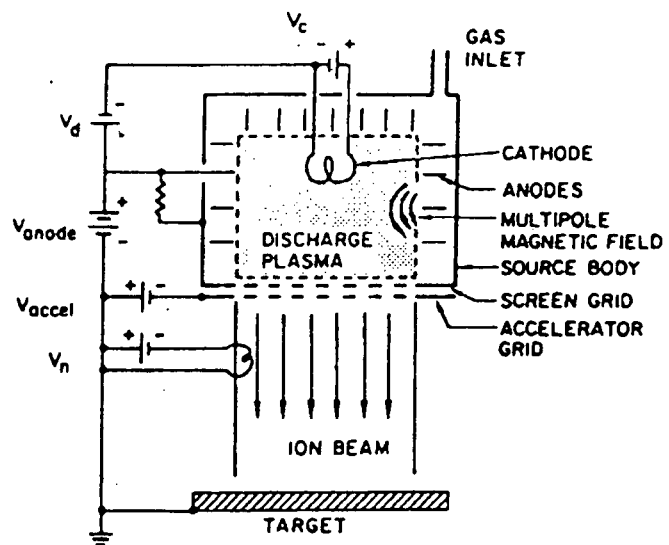 Vc
- +
GAS
INLET
-
Vd
CATHODE
ANODES
+
Vanode
-
MULTIPOLE
MAGNETIC FIELD
DISCHARGE
PLASMA
SOURCE BODY
Vaccel
+ -
SCREEN GRID
ACCELERATOR
GRID
+ -
Vn
ION BEAM
TARGET